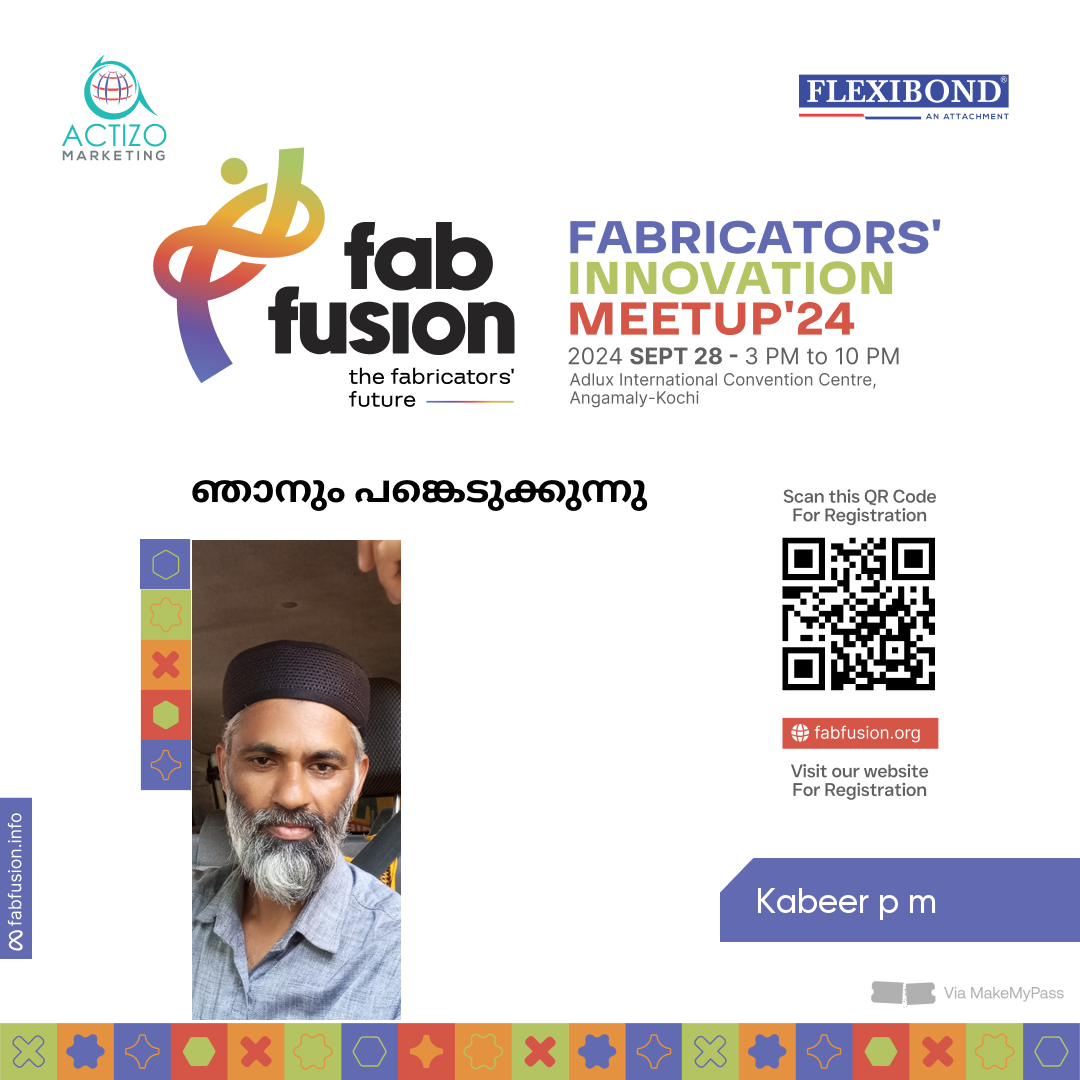 ACTIZO
MARKETING
FLEXIBOND®
AN ATTACHMENT
fab
fusion
the fabricators'
future
FABRICATORS'
INNOVATION
MEETUP'24
2024 SEPT 28 - 3 PM to 10 PM
Adlux International Convention Centre,
Angamaly-Kochi
ഞാനും പങ്കെടുക്കുന്നു
Scan this QR Code
For Registration
fabfusion.org
Visit our website
For Registration
fabfusion.info
Kabeer p m
Via MakeMyPass